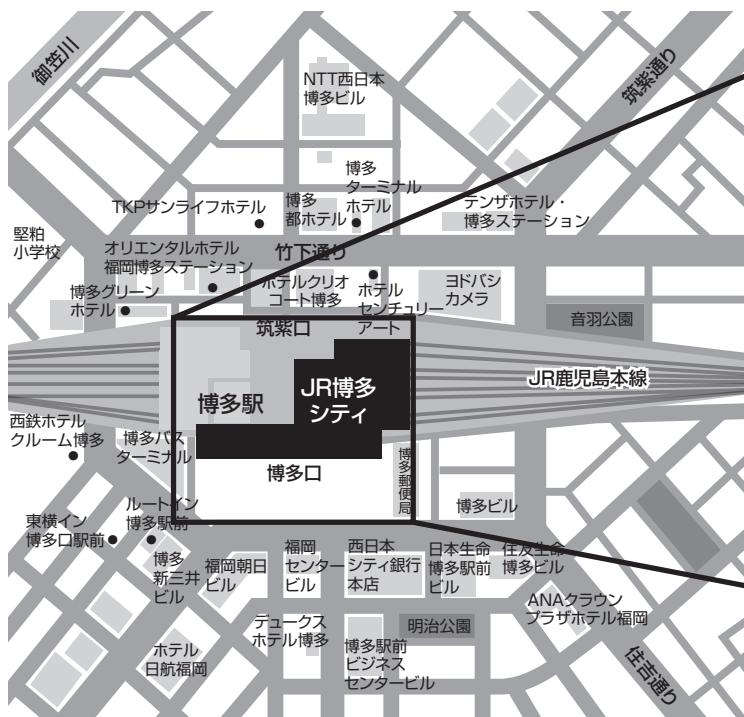 御笠川
NTT西日本
博多ビル
筑紫通り
博多
ターミナル
ホテル
TKPサンライフホテル
博多
都ホテル
テンザホテル・
博多ステーション
堅粕
小学校
竹下通り
オリエンタルホテル
福岡博多ステーション
ホテルクリオ
コート博多
ホテル
センチュリー
アート
ヨドバシ
カメラ
博多グリーン
ホテル
音羽公園
筑紫口
JR鹿児島本線
博多駅
JR博多
シティ
西鉄ホテル
クルーム博多
博多バス
ターミナル
博多口
博多郵便局
博多ビル
東横イン
博多口駅前
ルートイン
博多駅前
博多
新三井
ビル
福岡朝日
ビル
福岡
センター
ビル
西日本
シティ銀行
本店
日本生命
博多駅前
ビル
住友生命
博多ビル
ANAクラウン
プラザホテル福岡
デュークス
ホテル博多
明治公園
博多駅前
ビジネス
センタービル
ホテル
日航福岡
住吉通り